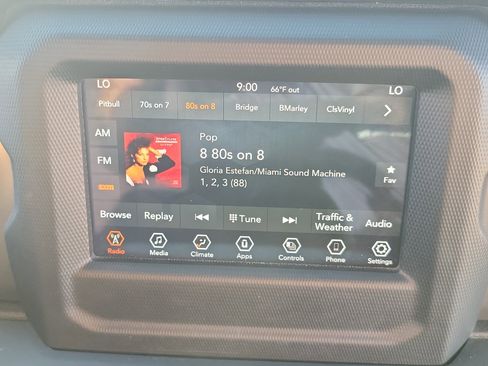 LO 9:00 66°F out LO
Pitbull 70s on 7 80s on 8 Bridge BMarley ClsVinyl
AM
Pop
8 80s on 8
FM
Gloria Estefan/Miami Sound Machine
1, 2, 3 (88)
Fav
sxm
Browse Replay Tune Traffic & Weather Audio
Radio Media Climate Apps Controls Phone Settings